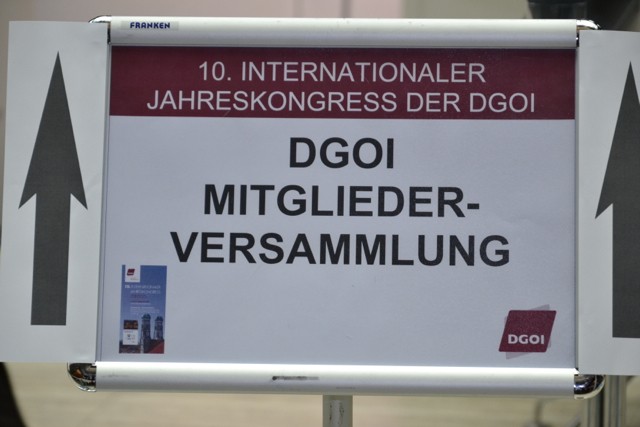 FRANKEN
10. INTERNATIONALER
JAHRESKONGRESS DER DGOI
DGOI
MITGLIEDER-
VERSAMMLUNG
DGOI